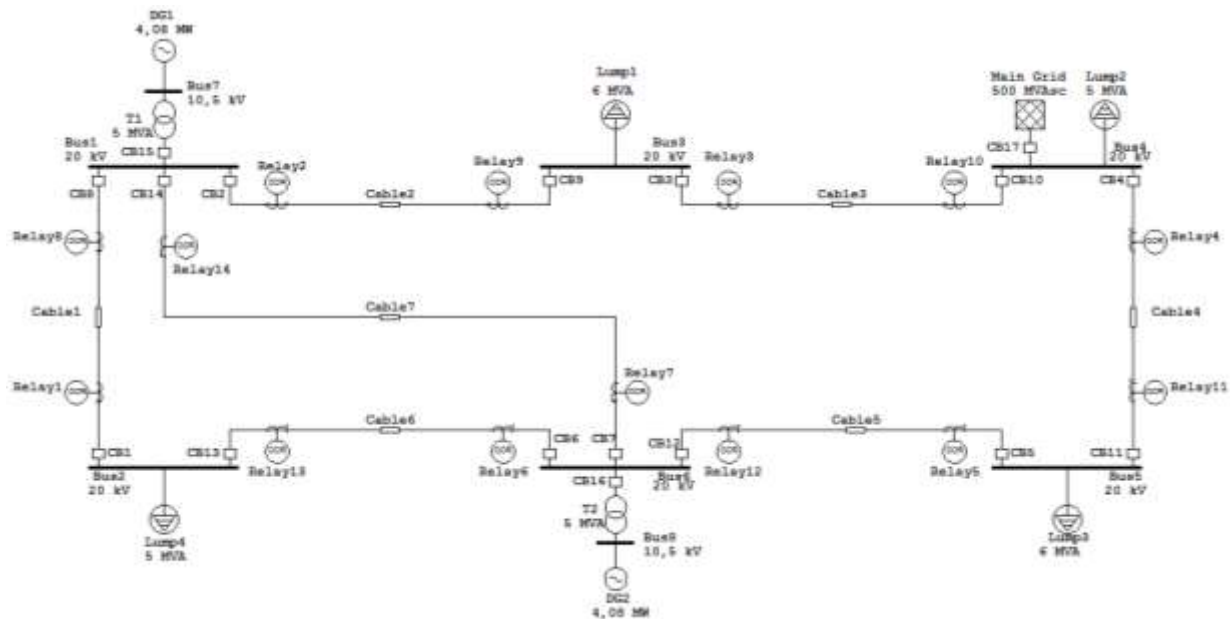 DG1
4,08 MW
Bus7
10,5 kV
T1
5 MVA
Bus1
20 kV
CB15
CB8
CB14
CB2
Relay2
Cable2
Relay9
Lump1
6 MVA
Bus3
20 kV
CB9
CB3
Relay3
Cable3
Relay10
Main Grid
500 MVAsc
Lump2
5 MVA
CB17
Bus4
20 kV
CB10
CB4
Relay8
OCR
Relay14
Relay4
Cable1
Cable7
Cable4
Relay1
Relay7
Relay11
Cable6
Cable5
CB1
CB13
Relay13
Relay6
CB6
CB7
CB12
Relay12
Relay5
CB5
CB11
Bus2
20 kV
CB16
20 kV
Bus5
20 kV
T2
5 MVA
Lump4
5 MVA
Bus8
10,5 kV
Lump3
6 MVA
DG2
4,08 MW